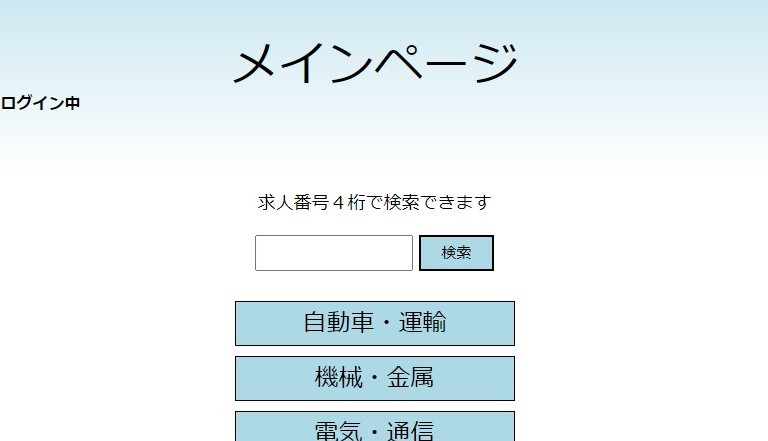 メインページ
ログイン中
求人番号４桁で検索できます
検索
自動車・運輸
機械・金属
電気・通信